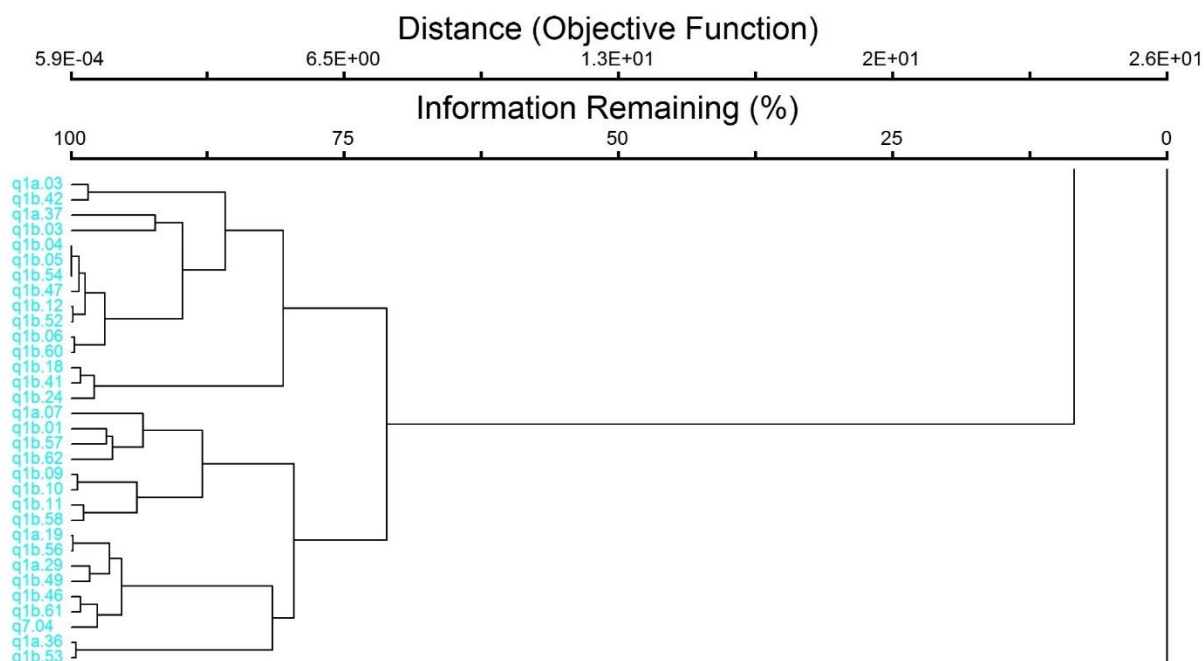 Distance (Objective Function)
5.9E-04 6.5E+00 1.3E+01 2E+01 2.6E+01
Information Remaining (%)
100 75 50 25 0
q1a.03
q1b.42
q1a.37
q1b.03
q1b.04
q1b.05
q1b.54
q1b.47
q1b.12
q1b.52
q1b.06
q1b.60
q1b.18
q1b.41
q1b.24
q1a.07
q1b.01
q1b.57
q1b.62
q1b.09
q1b.10
q1b.11
q1b.58
q1a.19
q1b.56
q1a.29
q1b.49
q1b.46
q1b.61
q7.04
q1a.36
q1b.53